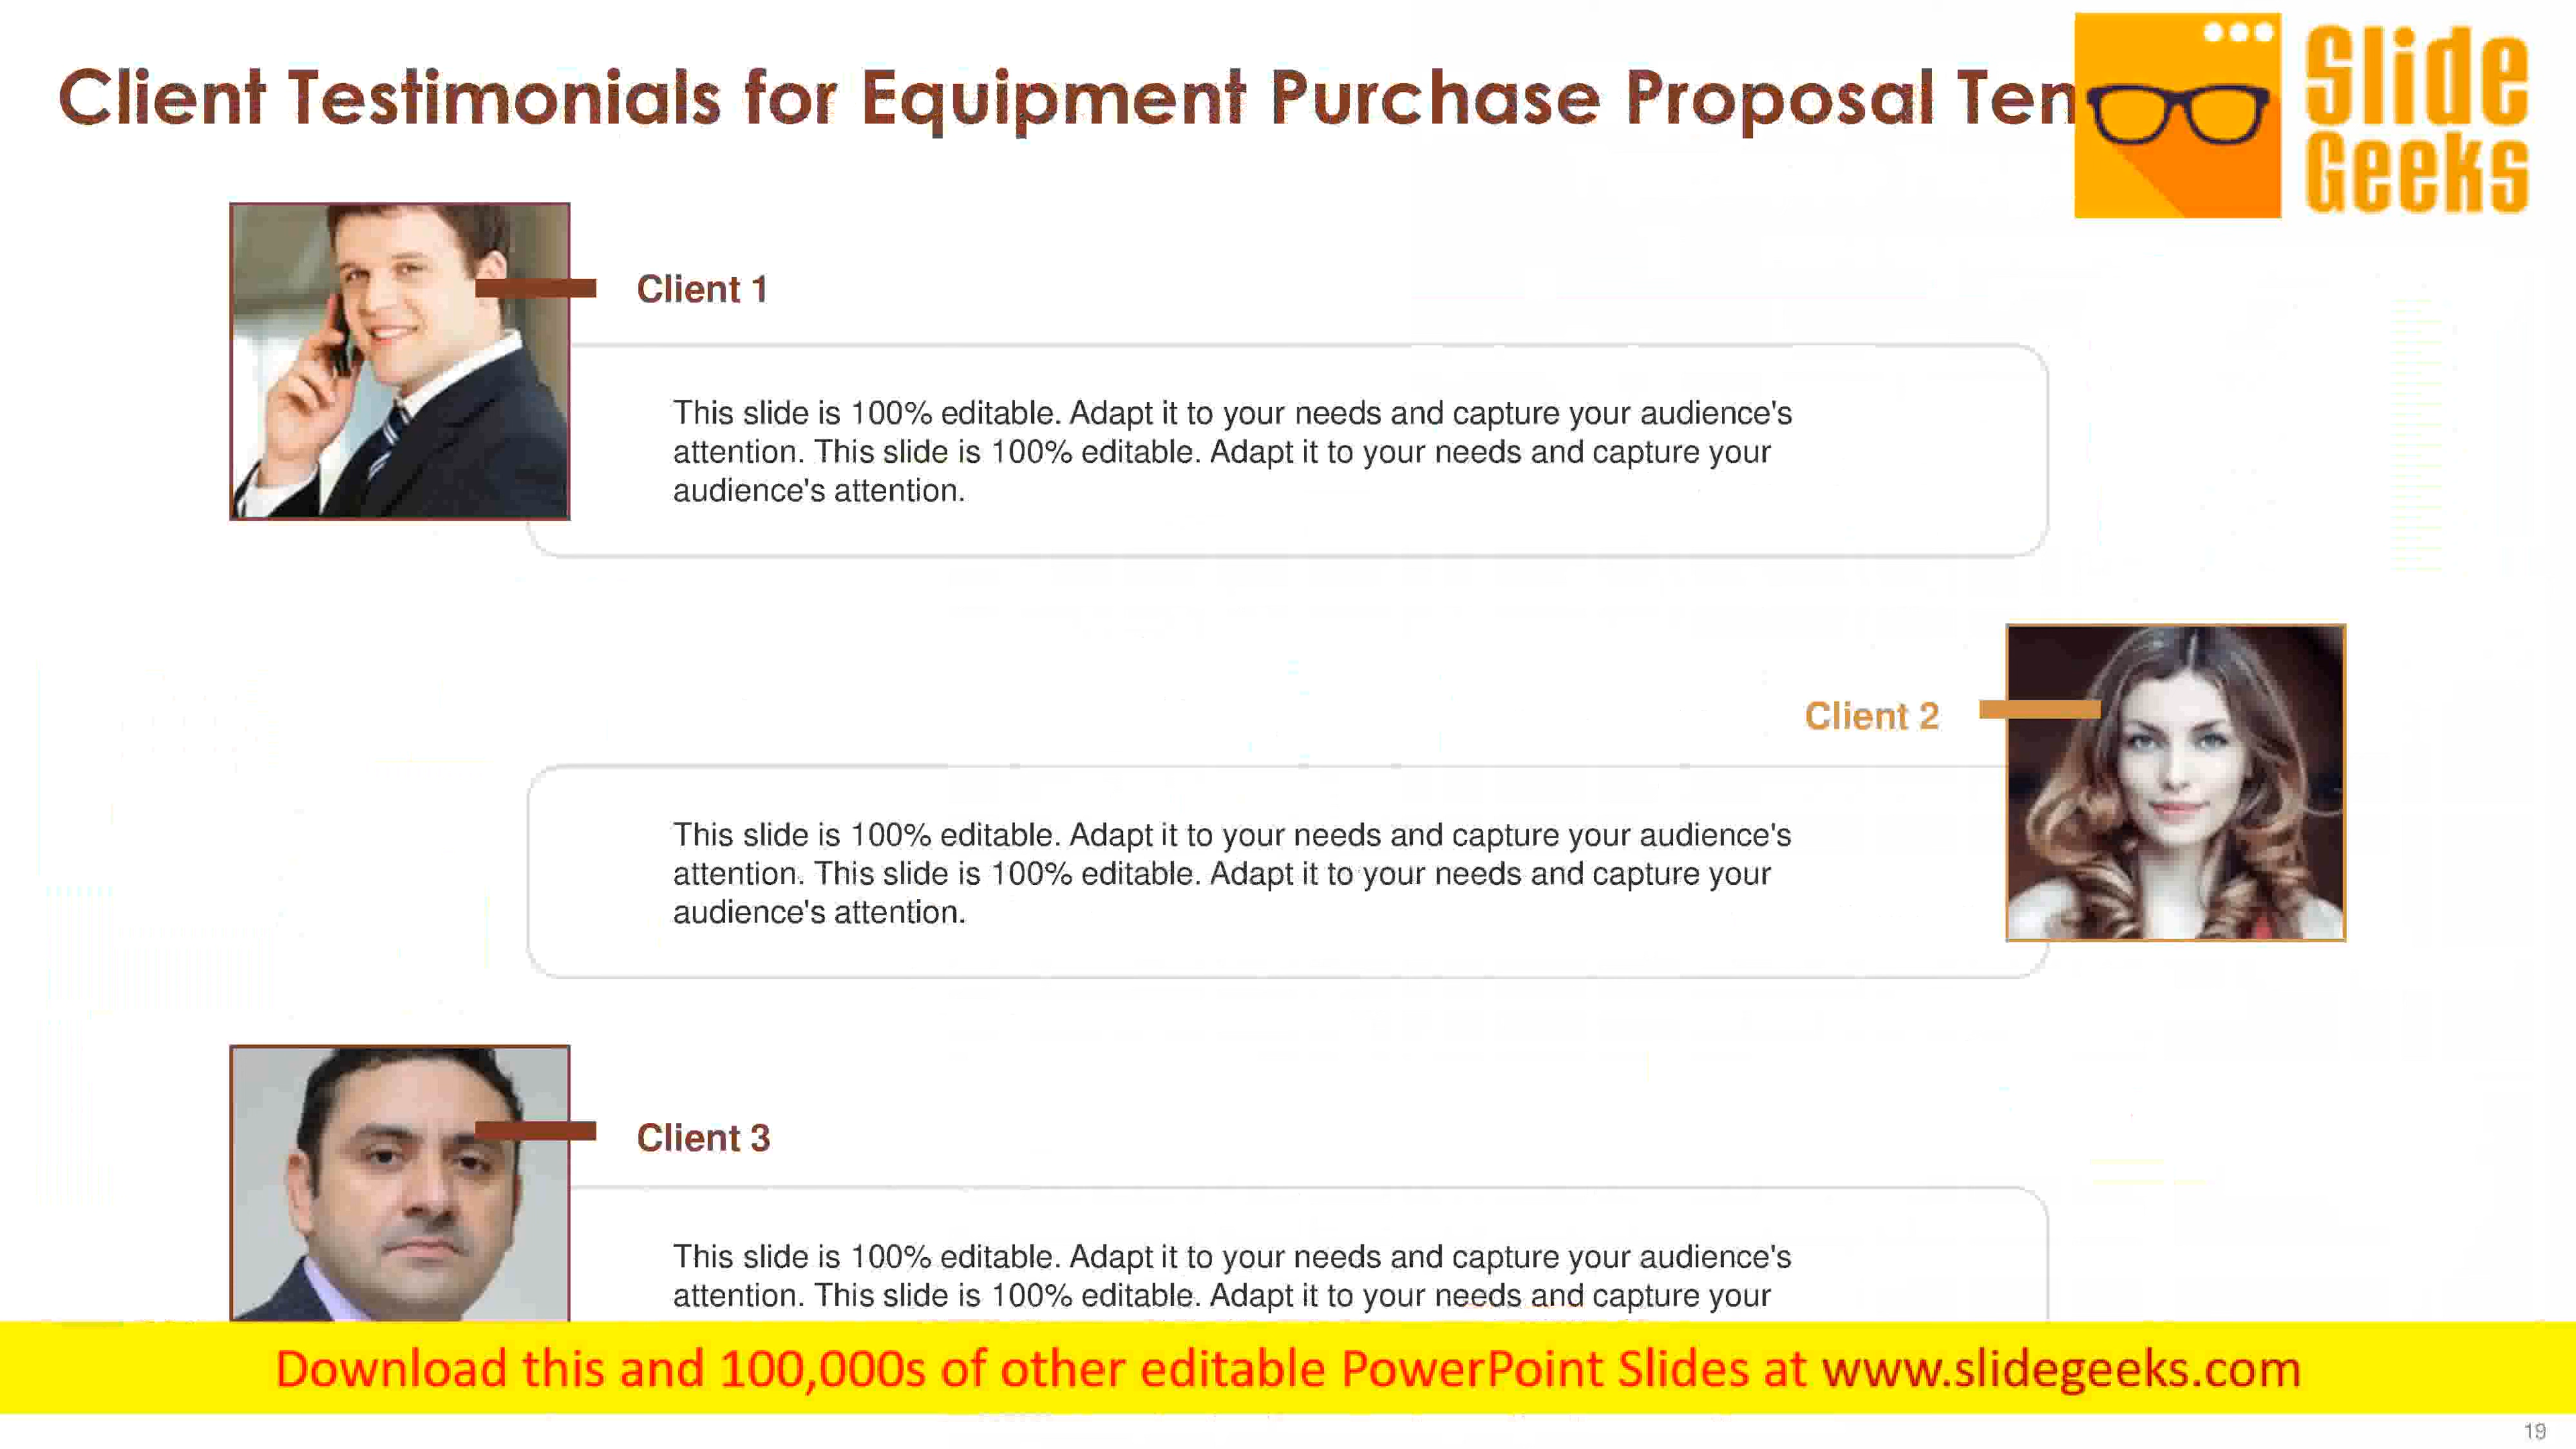 Client Testimonials for Equipment Purchase Proposal
Slide
Geeks
Client 1
This slide is 100% editable. Adapt it to your needs and capture your audience's
attention. This slide is 100% editable. Adapt it to your needs and capture your
audience's attention.
Client 2
This slide is 100% editable. Adapt it to your needs and capture your audience's
attention. This slide is 100% editable. Adapt it to your needs and capture your
audience's attention.
Client 3
This slide is 100% editable. Adapt it to your needs and capture your audience's
attention. This slide is 100% editable. Adapt it to your needs and capture your
Download this and 100,000s of other editable PowerPoint Slides at www.slidegeeks.com
19